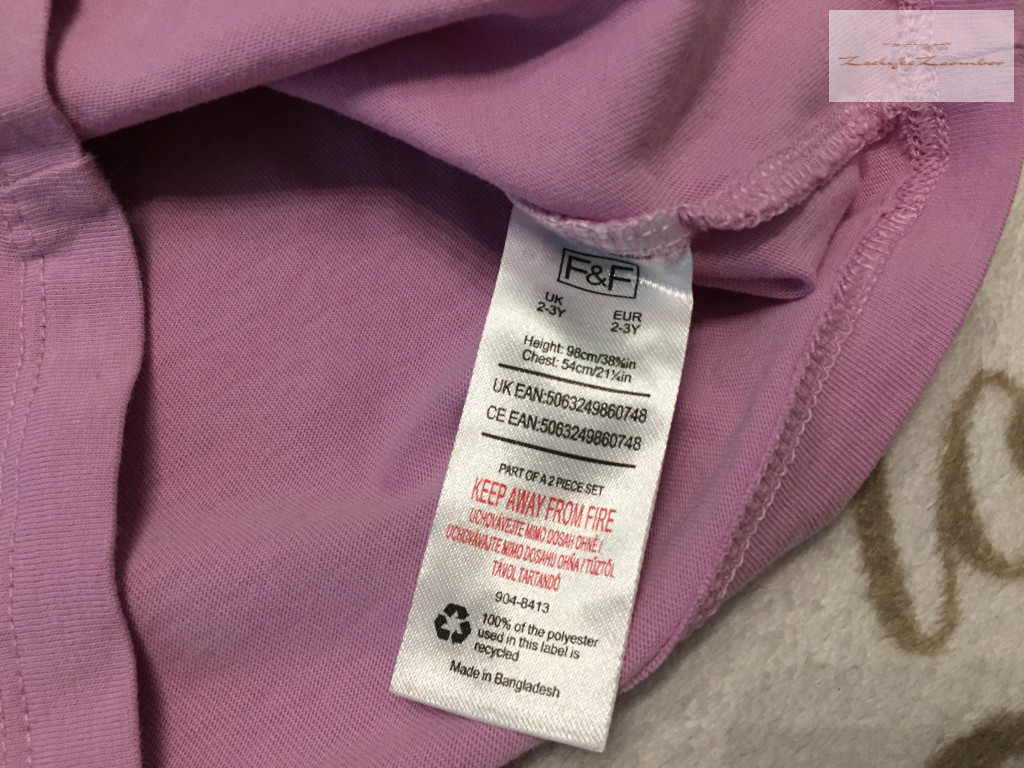 F&F
UK
2-3Y
EUR
2-3Y
Height: 98cm/38⅝in
Chest: 54cm/21¼in
UK EAN:5063249860748
CE EAN:5063249860748
PART OF A 2 PIECE SET
KEEP AWAY FROM FIRE
UCHOVÁVEJTE MIMO DOSAH OHNĚ /
UCHOVÁVAJTE MIMO DOSAHU OHŇA / TŰZTŐL
TÁVOL TARTANDÓ
904-8413
100% of the polyester
used in this label is
recycled
Made in Bangladesh